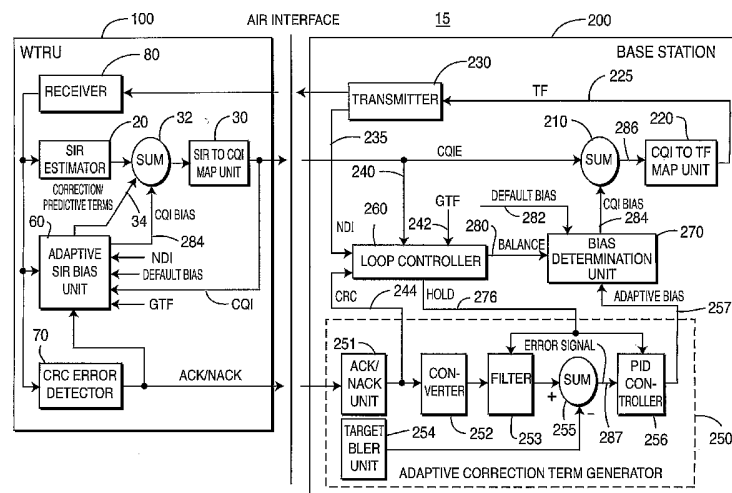 AIR INTERFACE
15
100
200
WTRU
80
RECEIVER
20
32
30
SIR
ESTIMATOR
SUM
SIR TO CQI
MAP UNIT
CORRECTION/
PREDICTIVE TERMS
34
CQI BIAS
284
60
ADAPTIVE
SIR BIAS
UNIT
NDI
DEFAULT BIAS
CQI
GTF
70
CRC ERROR
DETECTOR
ACK/NACK
BASE STATION
230
TRANSMITTER
TF
225
235
210
220
CQIE
SUM
286
CQI TO TF
MAP UNIT
240
DEFAULT BIAS
282
CQI BIAS
284
GTF
242
260
280
270
NDI
LOOP CONTROLLER
BALANCE
BIAS
DETERMINATION
UNIT
CRC
244
HOLD
276
ADAPTIVE BIAS
257
251
ACK/
NACK
UNIT
CON-
VERTER
252
FILTER
253
ERROR SIGNAL
SUM
+
-
255
287
PID
CON-
TROLLER
256
250
TARGET
BLER
UNIT
254
ADAPTIVE CORRECTION TERM GENERATOR